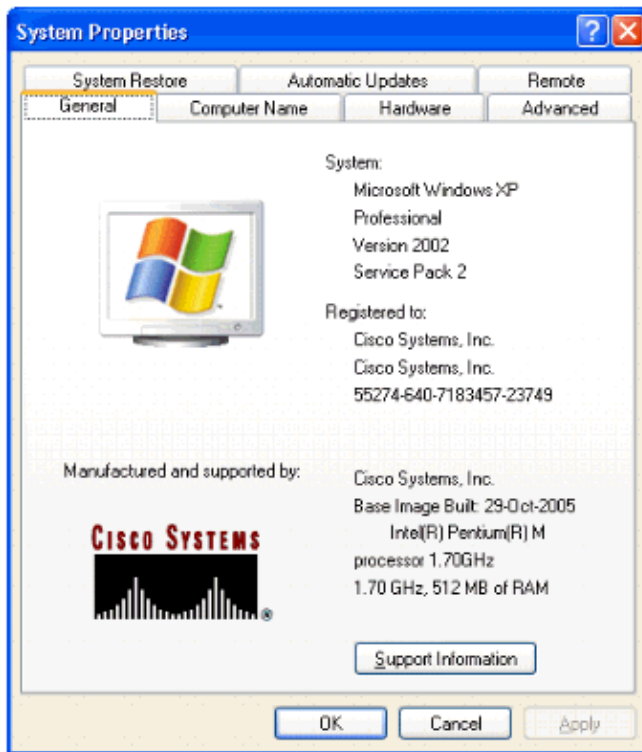 System Properties
System Restore
Automatic Updates
Remote
General
Computer Name
Hardware
Advanced
System:
Microsoft Windows XP
Professional
Version 2002
Service Pack 2
Registered to:
Cisco Systems, Inc.
Cisco Systems, Inc.
55274-640-7183457-23749
Manufactured and supported by:
Cisco Systems, Inc.
Base Image Built: 29-Oct-2005
Intel(R) Pentium(R) M
processor 1.70GHz
1.70 GHz, 512 MB of RAM
CISCO SYSTEMS
®
Support Information
OK
Cancel
Apply